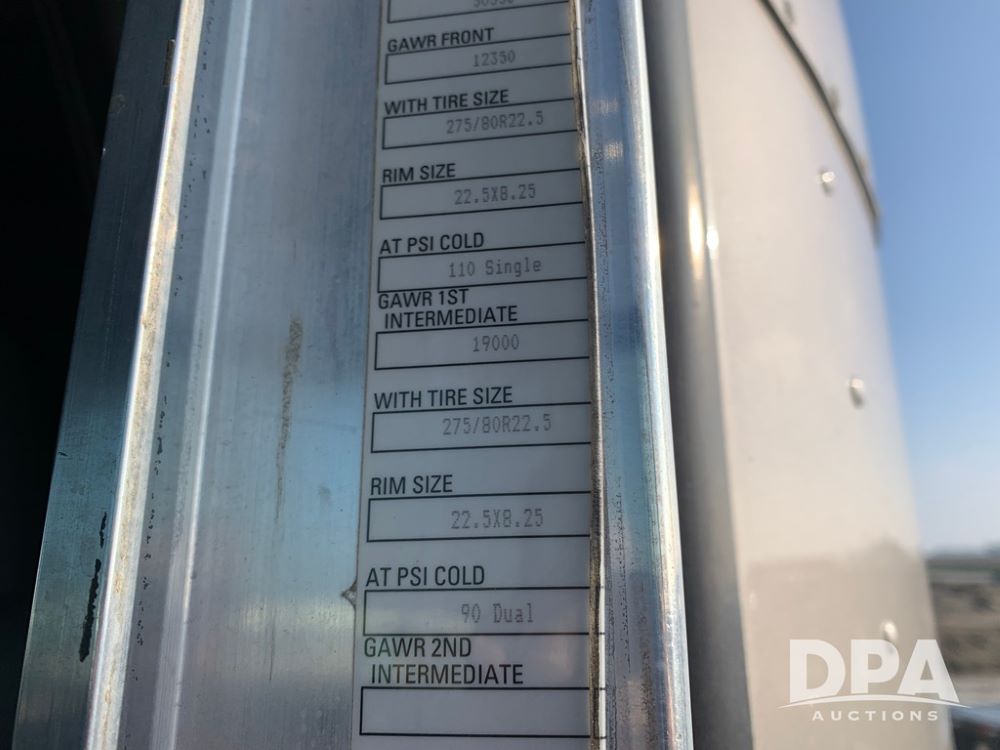 GAWR FRONT
12350
WITH TIRE SIZE
275/80R22.5
RIM SIZE
22.5X8.25
AT PSI COLD
110 Single
GAWR 1ST
INTERMEDIATE
19000
WITH TIRE SIZE
275/80R22.5
RIM SIZE
22.5X8.25
AT PSI COLD
90 Dual
GAWR 2ND
INTERMEDIATE
DPA
AUCTIONS